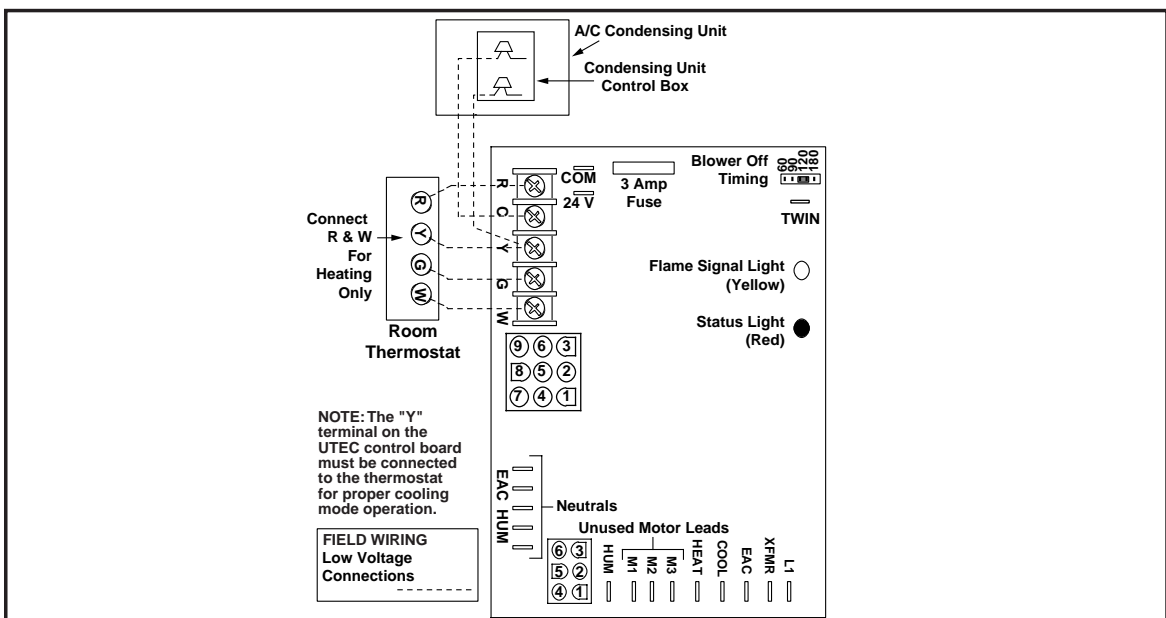 A/C Condensing Unit
Condensing Unit
Control Box
R
C
Y
G
W
COM
24 V
3 Amp
Fuse
Blower Off
Timing
60
90
120
180
TWIN
Connect
R & W
For
Heating
Only
R
Y
G
W
Room
Thermostat
Flame Signal Light
(Yellow)
Status Light
(Red)
9 6 3
8 5 2
7 4 1
NOTE: The "Y"
terminal on the
UTEC control board
must be connected
to the thermostat
for proper cooling
mode operation.
EAC HUM
Neutrals
Unused Motor Leads
FIELD WIRING
Low Voltage
Connections
6 3
5 2
4 1
HUM
M1
M2
M3
HEAT
COOL
EAC
XFMR
L1